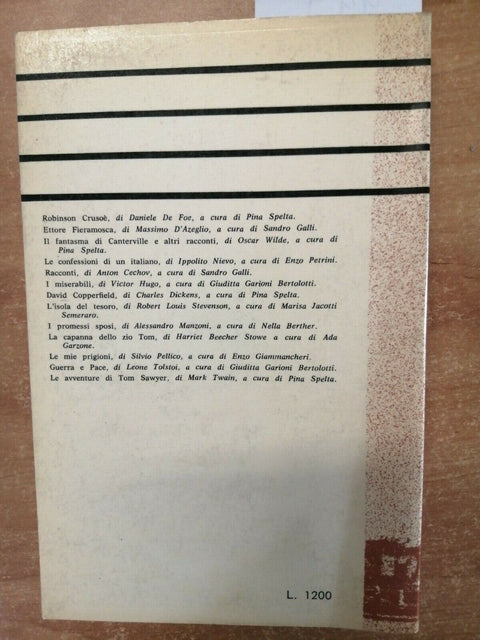 Robinson Crusoè, di Daniele De Foe, a cura di Pina Spelta.
Ettore Fieramosca, di Massimo D'Azeglio, a cura di Sandro Galli.
Il fantasma di Canterville e altri racconti, di Oscar Wilde, a cura di
Pina Spelta.
Le confessioni di un italiano, di Ippolito Nievo, a cura di Enzo Petrini.
Racconti, di Anton Cechov, a cura di Sandro Galli.
I miserabili, di Victor Hugo, a cura di Giuditta Garioni Bertolotti.
David Copperfield, di Charles Dickens, a cura di Pina Spelta.
L'isola del tesoro, di Robert Louis Stevenson, a cura di Marisa Jacotti
Semeraro.
I promessi sposi, di Alessandro Manzoni, a cura di Nella Berther.
La capanna dello zio Tom, di Harriet Beecher Stowe a cura di Ada
Garzone.
Le mie prigioni, di Silvio Pellico, a cura di Enzo Giammancheri.
Guerra e Pace, di Leone Tolstoi, a cura di Giuditta Garioni Bertolotti.
Le avventure di Tom Sawyer, di Mark Twain, a cura di Pina Spelta.
L. 1200